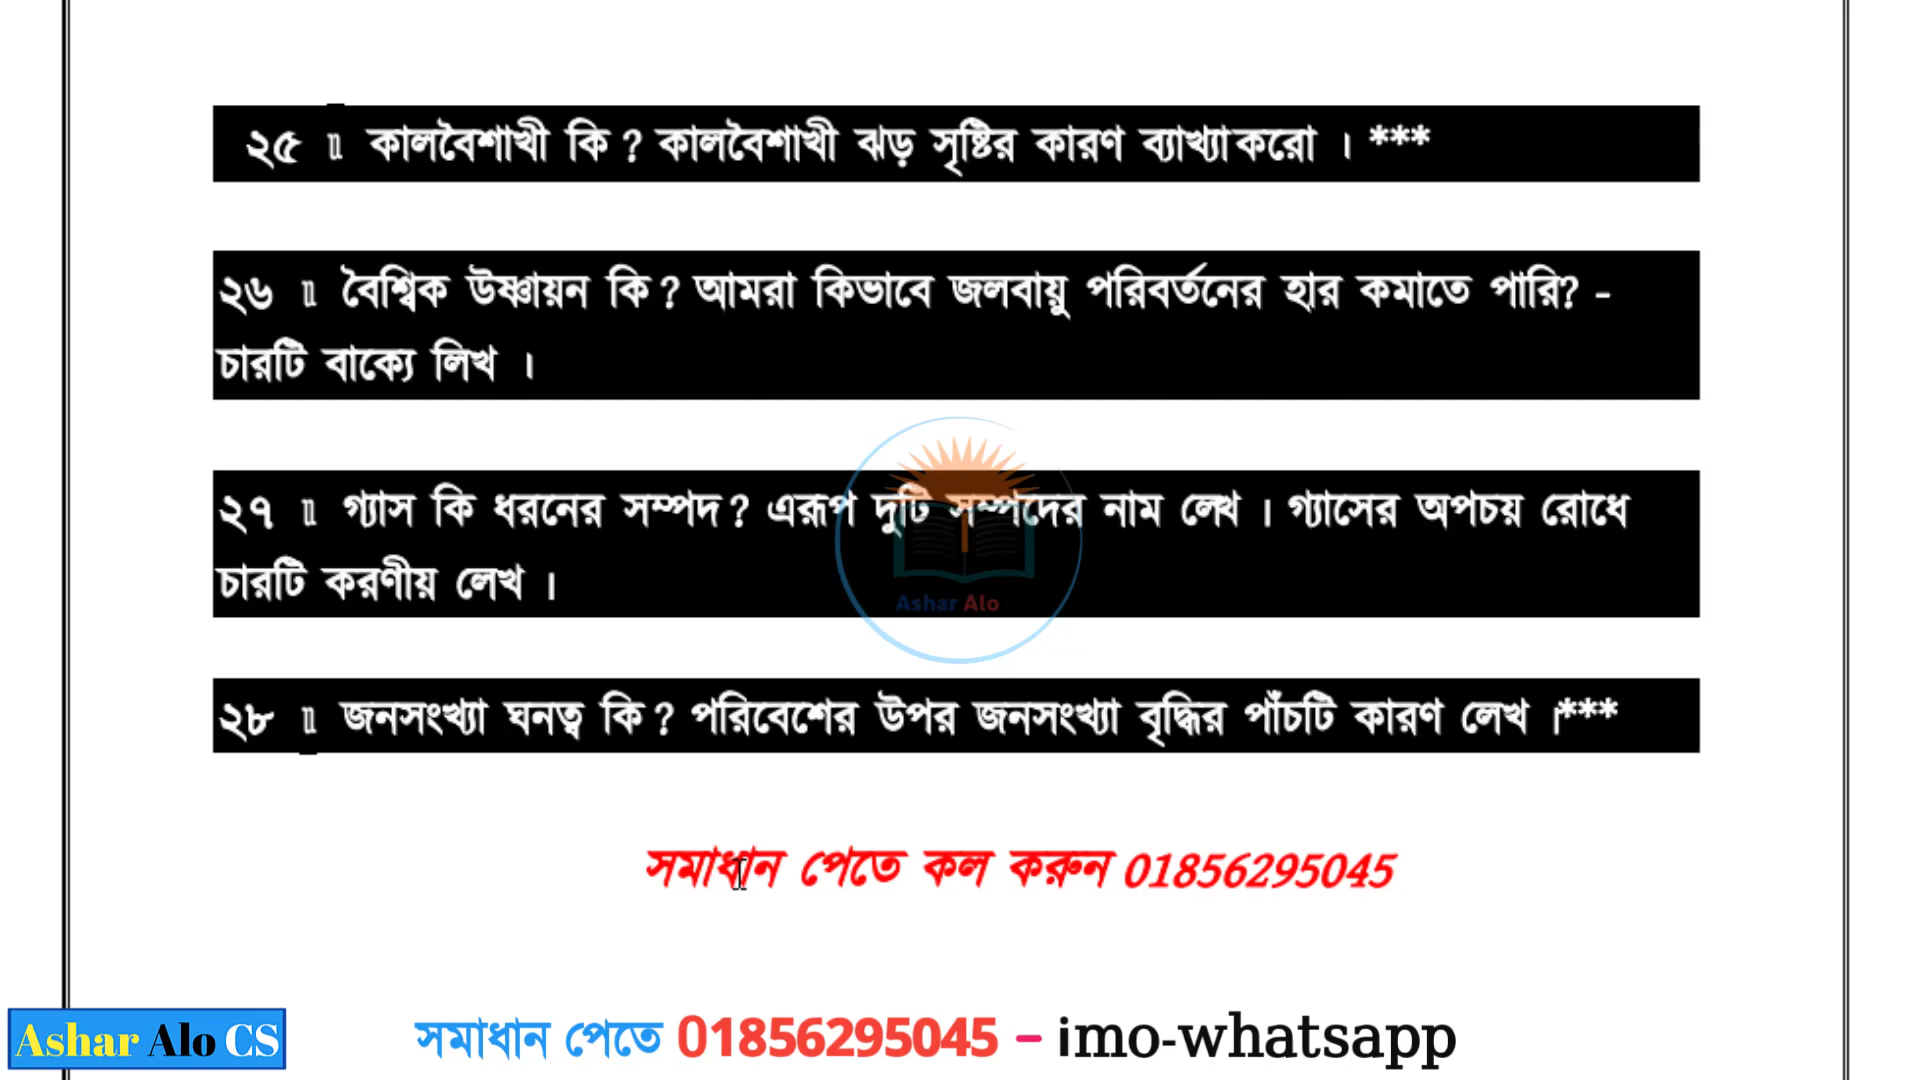 ২৫ ॥ কালবৈশাখী কি ? কালবৈশাখী ঝড় সৃষ্টির কারণ ব্যাখ্যা করো । ***
২৬ ॥ বৈশ্বিক উষ্ণায়ন কি ? আমরা কিভাবে জলবায়ু পরিবর্তনের হার কমাতে পারি? -
চারটি বাক্যে লিখ ।
২৭ ॥ গ্যাস কি ধরনের সম্পদ ? এরূপ দুটি সম্পদের নাম লেখ । গ্যাসের অপচয় রোধে
চারটি করণীয় লেখ ।
Ashar Alo
২৮ ॥ জনসংখ্যা ঘনত্ব কি ? পরিবেশের উপর জনসংখ্যা বৃদ্ধির পাঁচটি কারণ লেখ ।***
সমাধান পেতে কল করুন 01856295045
Ashar Alo CS
সমাধান পেতে 01856295045 – imo-whatsapp